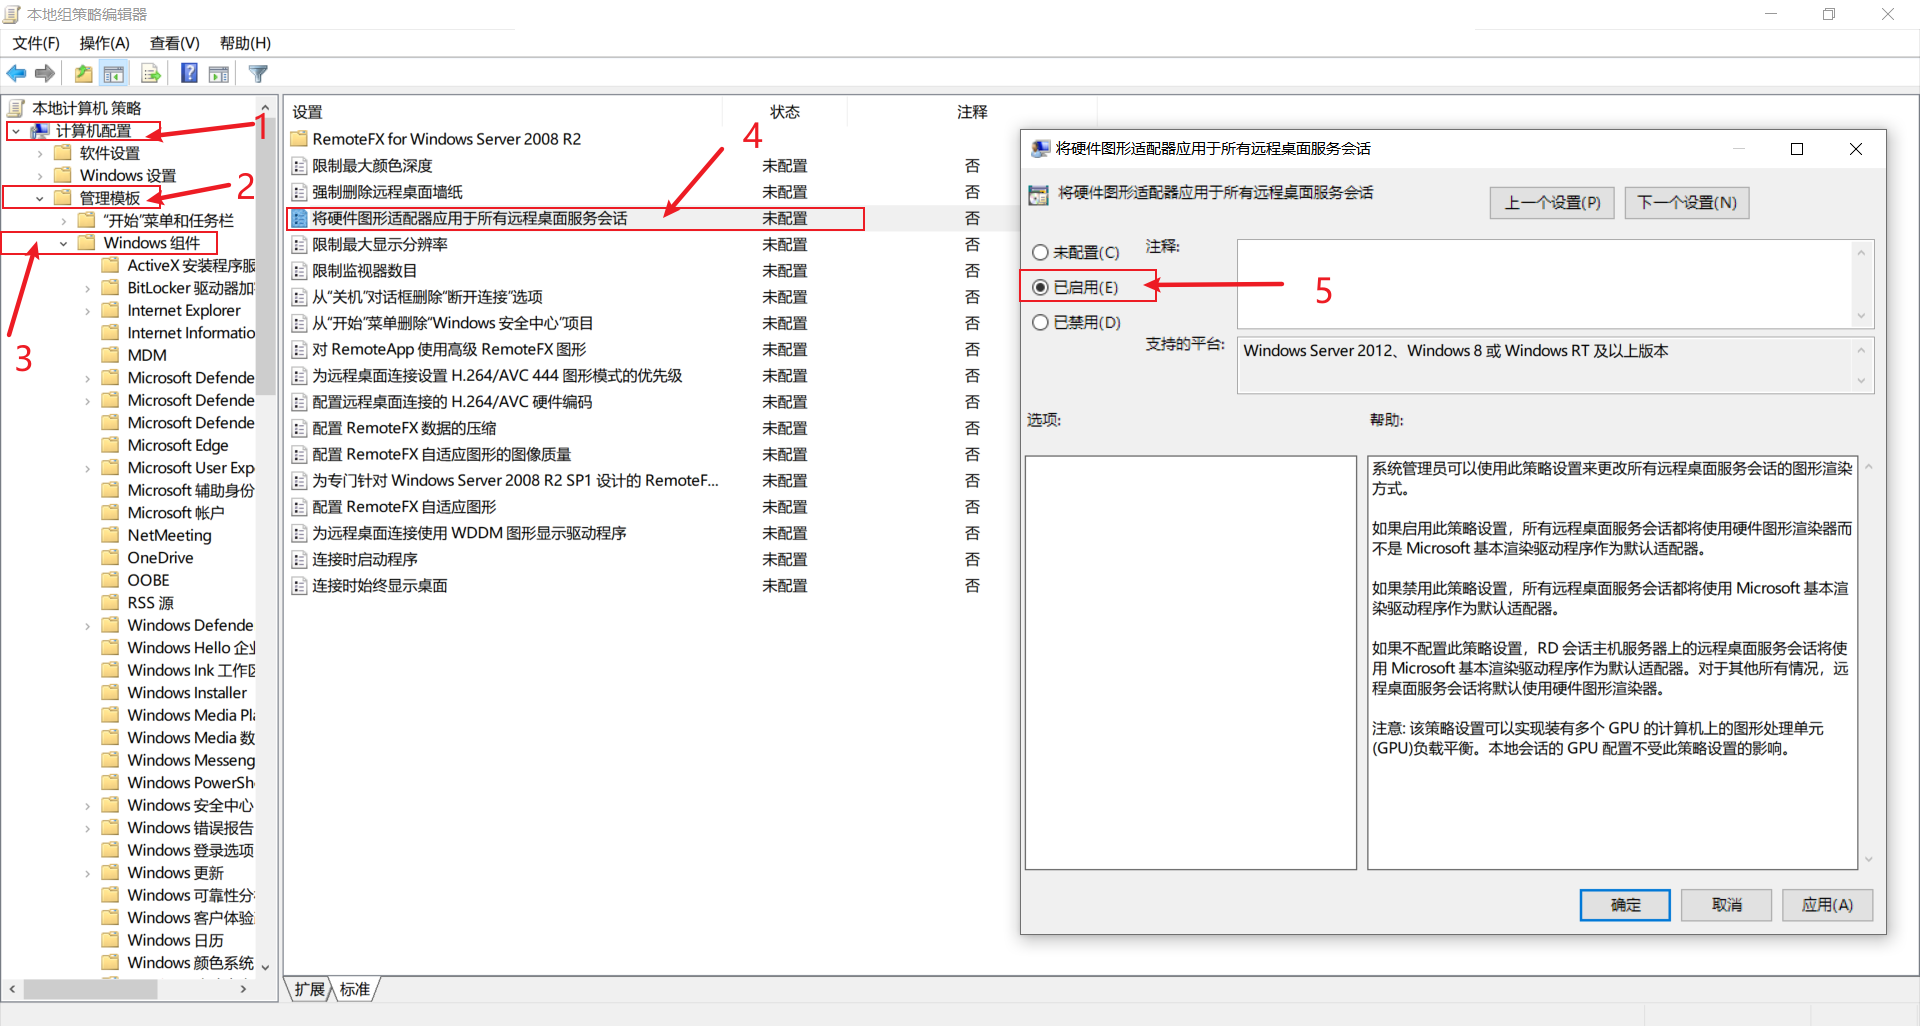 本地组策略编辑器
文件(F) 操作(A) 查看(V) 帮助(H)
本地计算机 策略
计算机配置
软件设置
Windows 设置
管理模板
“开始”菜单和任务栏
Windows 组件
ActiveX 安装程序服
BitLocker 驱动器加
Internet Explorer
Internet Informatio
MDM
Microsoft Defende
Microsoft Defende
Microsoft Defende
Microsoft Edge
Microsoft User Exp
Microsoft 辅助身份
Microsoft 帐户
NetMeeting
OneDrive
OOBE
RSS 源
Windows Defende
Windows Hello 企业
Windows Ink 工作区
Windows Installer
Windows Media Pla
Windows Media 数
Windows Messeng
Windows PowerShe
Windows 安全中心
Windows 错误报告
Windows 登录选项
Windows 更新
Windows 可靠性分
Windows 客户体验
Windows 日历
Windows 颜色系统
1
2
3
设置 状态 注释
RemoteFX for Windows Server 2008 R2
限制最大颜色深度 未配置 否
强制删除远程桌面墙纸 未配置 否
将硬件图形适配器应用于所有远程桌面服务会话 未配置 否
限制最大显示分辨率 未配置 否
限制监视器数目 未配置 否
从“关机”对话框删除“断开连接”选项 未配置 否
从“开始”菜单删除“Windows 安全中心”项目 未配置 否
对 RemoteApp 使用高级 RemoteFX 图形 未配置 否
为远程桌面连接设置 H.264/AVC 444 图形模式的优先级 未配置 否
配置远程桌面连接的 H.264/AVC 硬件编码 未配置 否
配置 RemoteFX 数据的压缩 未配置 否
配置 RemoteFX 自适应图形的图像质量 未配置 否
为专门针对 Windows Server 2008 R2 SP1 设计的 RemoteF... 未配置 否
配置 RemoteFX 自适应图形 未配置 否
为远程桌面连接使用 WDDM 图形显示驱动程序 未配置 否
连接时启动程序 未配置 否
连接时始终显示桌面 未配置 否
4
扩展 标准
将硬件图形适配器应用于所有远程桌面服务会话
将硬件图形适配器应用于所有远程桌面服务会话
上一个设置(P) 下一个设置(N)
未配置(C) 注释:
已启用(E)
5
已禁用(D)
支持的平台: Windows Server 2012、Windows 8 或 Windows RT 及以上版本
选项: 帮助:
系统管理员可以使用此策略设置来更改所有远程桌面服务会话的图形渲染
方式。
如果启用此策略设置，所有远程桌面服务会话都将使用硬件图形渲染器而
不是 Microsoft 基本渲染驱动程序作为默认适配器。
如果禁用此策略设置，所有远程桌面服务会话都将使用 Microsoft 基本渲
染驱动程序作为默认适配器。
如果不配置此策略设置，RD 会话主机服务器上的远程桌面服务会话将使
用 Microsoft 基本渲染驱动程序作为默认适配器。对于其他所有情况，远
程桌面服务会话将默认使用硬件图形渲染器。
注意: 该策略设置可以实现装有多个 GPU 的计算机上的图形处理单元
(GPU)负载平衡。本地会话的 GPU 配置不受此策略设置的影响。
确定 取消 应用(A)